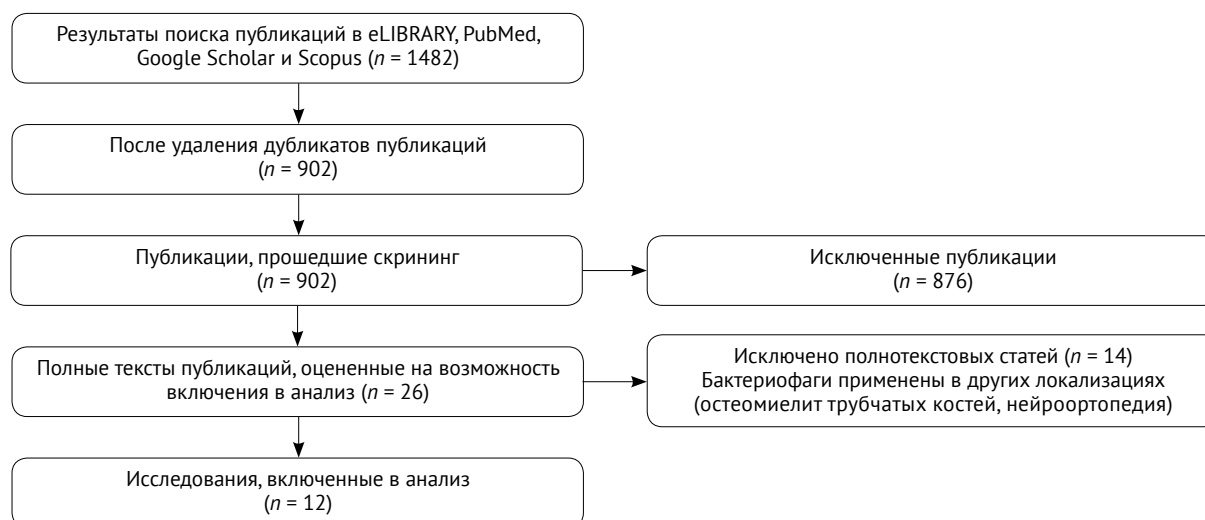 Результаты поиска публикаций в eLIBRARY, PubMed,
Google Scholar и Scopus (n = 1482)
После удаления дубликатов публикаций
(n = 902)
Публикации, прошедшие скрининг
(n = 902)
Исключенные публикации
(n = 876)
Полные тексты публикаций, оцененные на возможность
включения в анализ (n = 26)
Исключено полнотекстовых статей (n = 14)
Бактериофаги применены в других локализациях
(остеомиелит трубчатых костей, нейроортопедия)
Исследования, включенные в анализ
(n = 12)